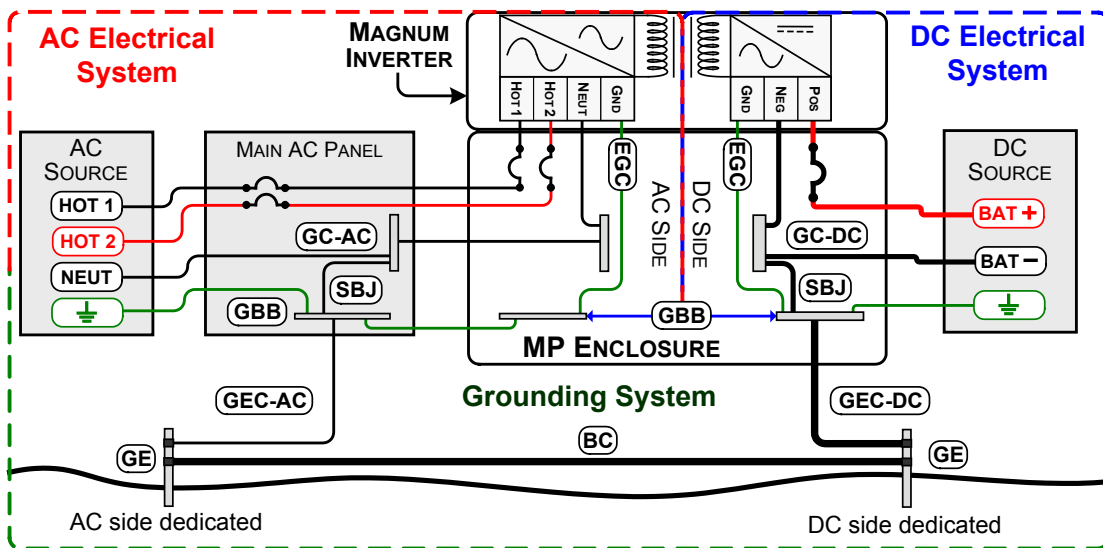 AC Electrical
System
MAGNUM
INVERTER
DC Electrical
System
HOT 1
HOT 2
NEUT
GND
GND
NEG
POS
AC
SOURCE
HOT 1
HOT 2
NEUT
MAIN AC PANEL
GC-AC
SBJ
GBB
EGC
AC SIDE
DC SIDE
EGC
GBB
MP ENCLOSURE
GC-DC
SBJ
DC
SOURCE
BAT +
BAT −
Grounding System
GEC-AC
GEC-DC
BC
GE
GE
AC side dedicated
DC side dedicated